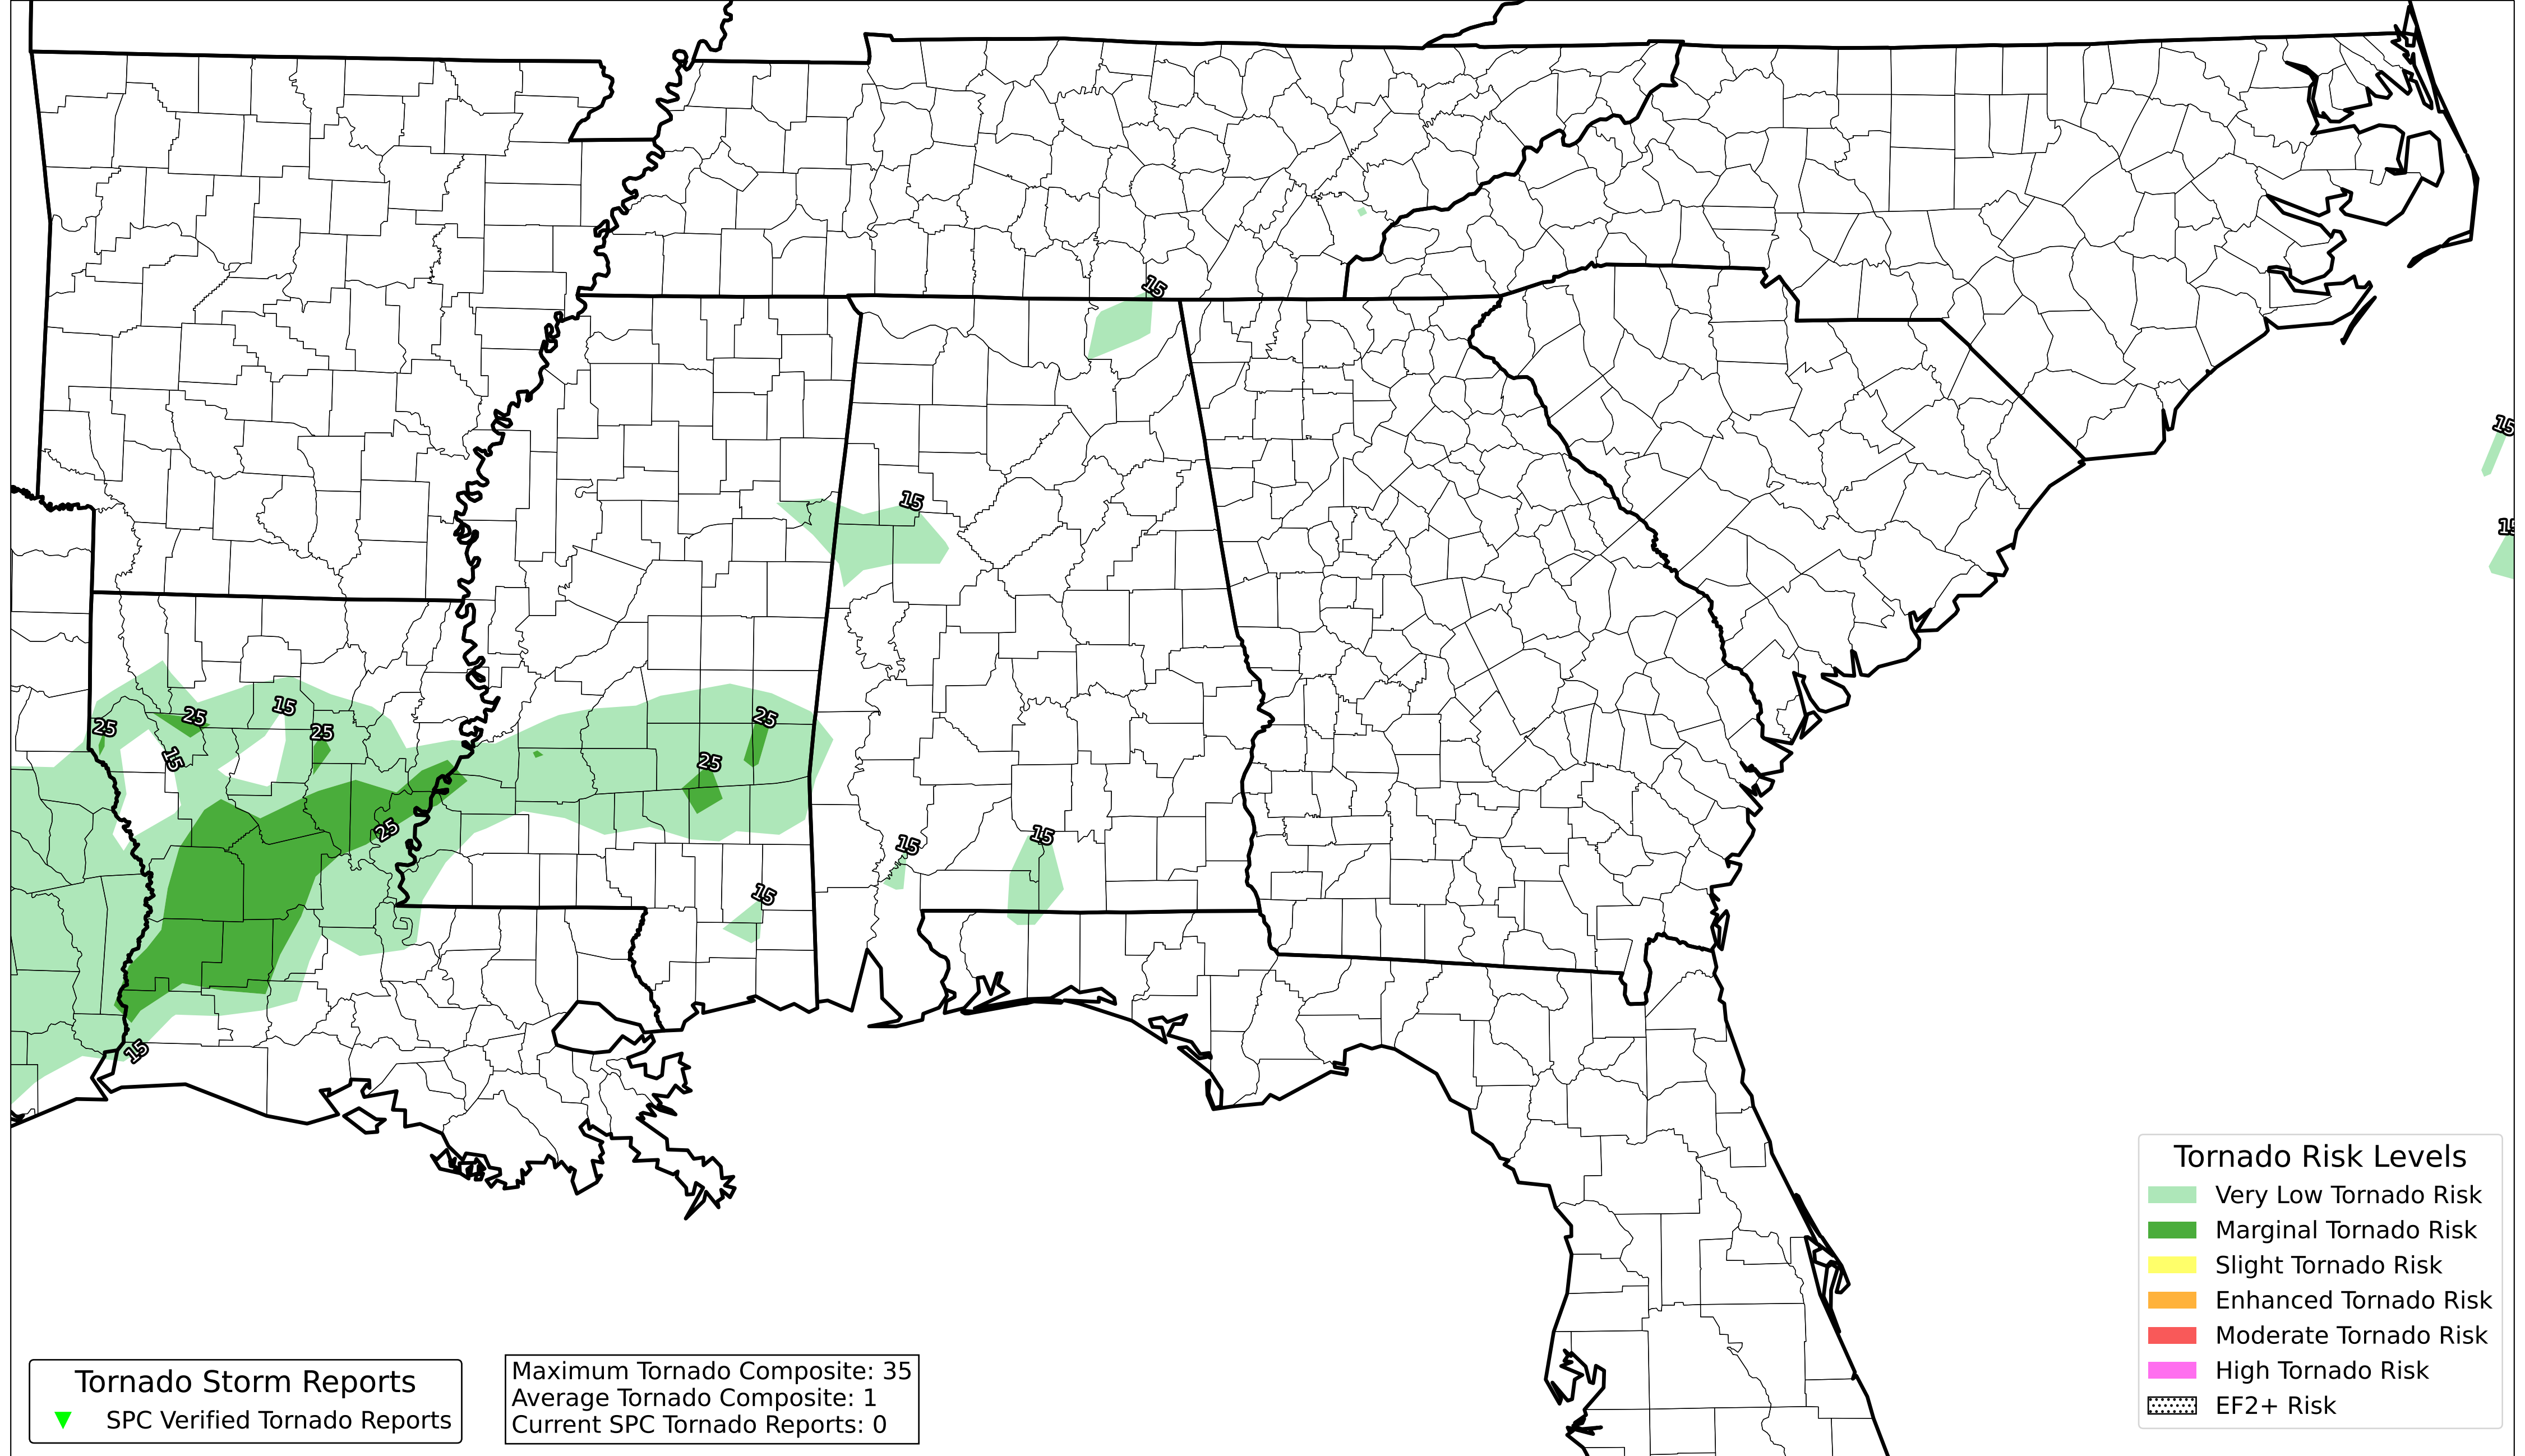 15
15
15
15
15
25
25
15
25
25
15
25
25
15
15
15
15
Tornado Risk Levels
Very Low Tornado Risk
Marginal Tornado Risk
Slight Tornado Risk
Enhanced Tornado Risk
Moderate Tornado Risk
High Tornado Risk
EF2+ Risk
Tornado Storm Reports
SPC Verified Tornado Reports
Maximum Tornado Composite: 35
Average Tornado Composite: 1
Current SPC Tornado Reports: 0